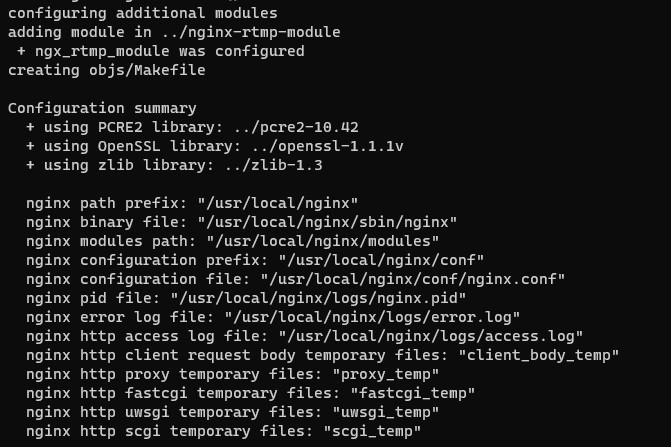 configuring additional modules
adding module in ../nginx-rtmp-module
+ ngx_rtmp_module was configured
creating objs/Makefile
Configuration summary
+ using PCRE2 library: ../pcre2-10.42
+ using OpenSSL library: ../openssl-1.1.1v
+ using zlib library: ../zlib-1.3
nginx path prefix: "/usr/local/nginx"
nginx binary file: "/usr/local/nginx/sbin/nginx"
nginx modules path: "/usr/local/nginx/modules"
nginx configuration prefix: "/usr/local/nginx/conf"
nginx configuration file: "/usr/local/nginx/conf/nginx.conf"
nginx pid file: "/usr/local/nginx/logs/nginx.pid"
nginx error log file: "/usr/local/nginx/logs/error.log"
nginx http access log file: "/usr/local/nginx/logs/access.log"
nginx http client request body temporary files: "client_body_temp"
nginx http proxy temporary files: "proxy_temp"
nginx http fastcgi temporary files: "fastcgi_temp"
nginx http uwsgi temporary files: "uwsgi_temp"
nginx http scgi temporary files: "scgi_temp"